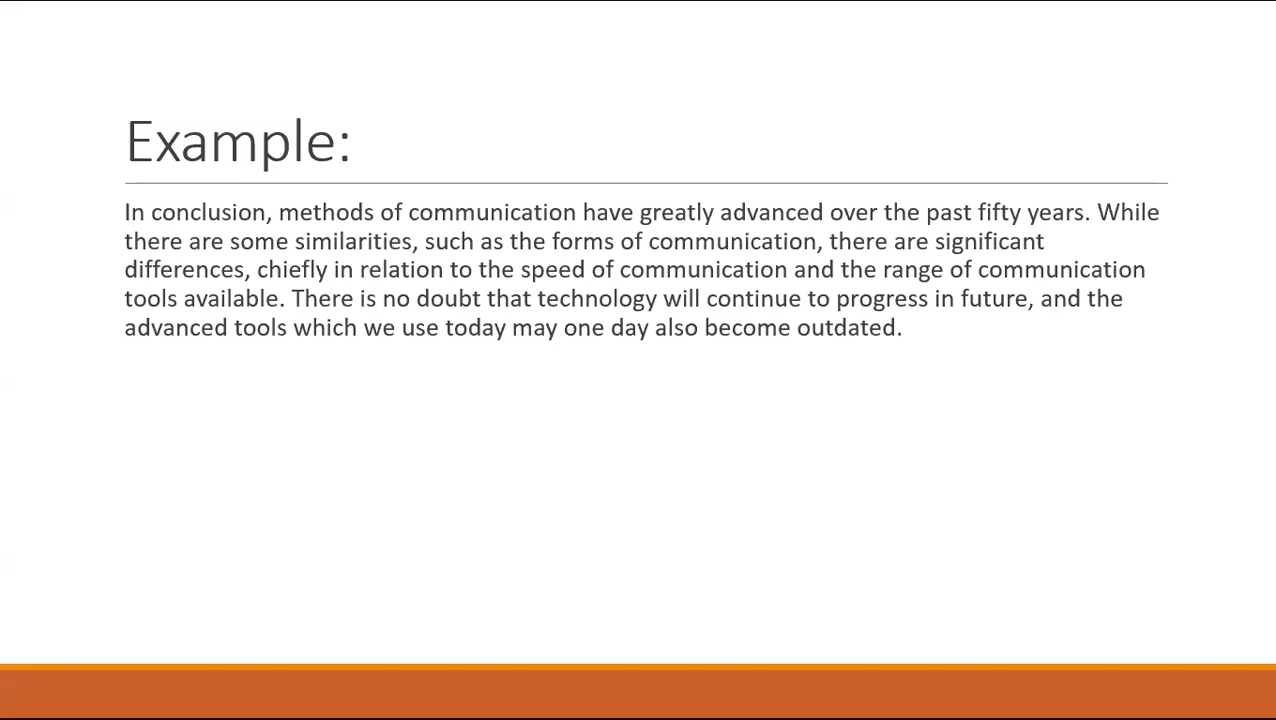 Example:
In conclusion, methods of communication have greatly advanced over the past fifty years. While
there are some similarities, such as the forms of communication, there are significant
differences, chiefly in relation to the speed of communication and the range of communication
tools available. There is no doubt that technology will continue to progress in future, and the
advanced tools which we use today may one day also become outdated.